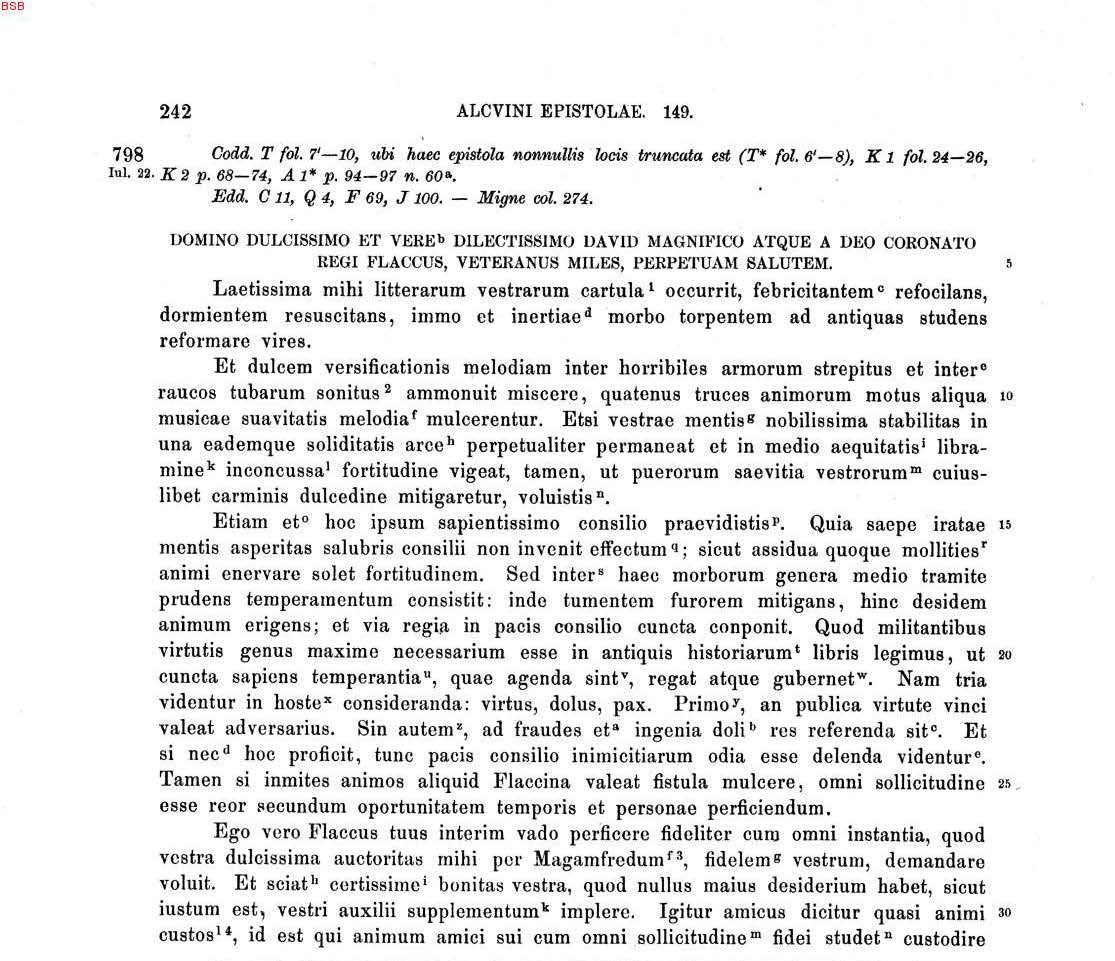 BSB
242 ALCVINI EPISTOLAE. 149.
798 Codd. T fol. 7'—10, ubi haec epistola nonnullis locis truncata est (T* fol. 6'—8), K 1 fol. 24—26,
Iul. 22. K 2 p. 68—74, A 1* p. 94—97 n. 60ᵃ.
Edd. C 11, Q 4, F 69, J 100. — Migne col. 274.
DOMINO DULCISSIMO ET VEREᵇ DILECTISSIMO DAVID MAGNIFICO ATQUE A DEO CORONATO
REGI FLACCUS, VETERANUS MILES, PERPETUAM SALUTEM. 5
Laetissima mihi litterarum vestrarum cartula¹ occurrit, febricitantemᶜ refocilans,
dormientem resuscitans, immo et inertiaeᵈ morbo torpentem ad antiquas studens
reformare vires.
Et dulcem versificationis melodiam inter horribiles armorum strepitus et interᵉ
raucos tubarum sonitus² ammonuit miscere, quatenus truces animorum motus aliqua 10
musicae suavitatis melodiaᶠ mulcerentur. Etsi vestrae mentisᵍ nobilissima stabilitas in
una eademque soliditatis arceʰ perpetualiter permaneat et in medio aequitatisⁱ libra-
mineᵏ inconcussaˡ fortitudine vigeat, tamen, ut puerorum saevitia vestrorumᵐ cuius-
libet carminis dulcedine mitigaretur, voluistisⁿ.
Etiam etᵒ hoc ipsum sapientissimo consilio praevidistisᵖ. Quia saepe iratae 15
mentis asperitas salubris consilii non invenit effectum𐞥; sicut assidua quoque mollitiesʳ
animi enervare solet fortitudinem. Sed interˢ haec morborum genera medio tramite
prudens temperamentum consistit: inde tumentem furorem mitigans, hinc desidem
animum erigens; et via regia in pacis consilio cuncta conponit. Quod militantibus
virtutis genus maxime necessarium esse in antiquis historiarumᵗ libris legimus, ut 20
cuncta sapiens temperantiaᵘ, quae agenda sintᵛ, regat atque gubernetʷ. Nam tria
videntur in hosteˣ consideranda: virtus, dolus, pax. Primoʸ, an publica virtute vinci
valeat adversarius. Sin autemᶻ, ad fraudes etᵃ ingenia doliᵇ res referenda sitᶜ. Et
si necᵈ hoc proficit, tunc pacis consilio inimicitiarum odia esse delenda videnturᵉ.
Tamen si inmites animos aliquid Flaccina valeat fistula mulcere, omni sollicitudine 25
esse reor secundum oportunitatem temporis et personae perficiendum.
Ego vero Flaccus tuus interim vado perficere fideliter cum omni instantia, quod
vestra dulcissima auctoritas mihi per Magamfredumᶠ³, fidelemᵍ vestrum, demandare
voluit. Et sciatʰ certissimeⁱ bonitas vestra, quod nullus maius desiderium habet, sicut
iustum est, vestri auxilii supplementumᵏ implere. Igitur amicus dicitur quasi animi 30
custosˡ⁴, id est qui animum amici sui cum omni sollicitudineᵐ fidei studetⁿ custodire